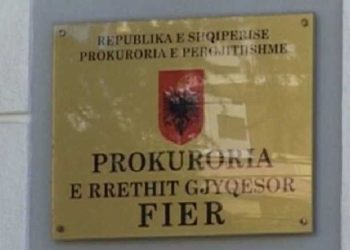 REPUBLIKA E SHQIPERISE
PROKURORIA E PERGJITHSHME
PROKURORIA
E RRETHIT GJYQESOR
FIER